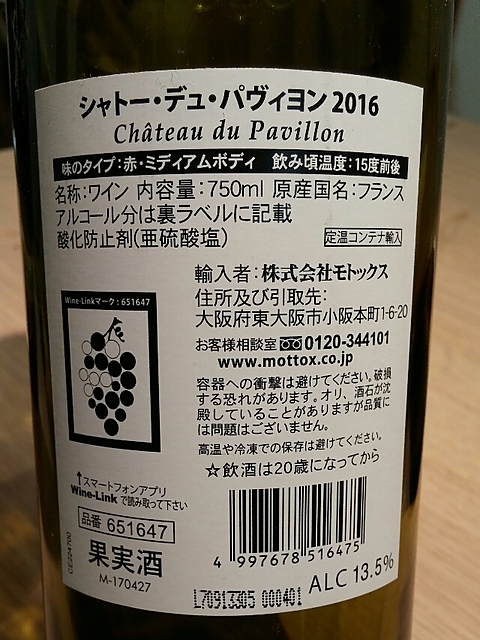 シャトー・デュ・パヴィヨン 2016
Château du Pavillon
味のタイプ：赤・ミディアムボディ 飲み頃温度：15度前後
名称：ワイン 内容量：750ml 原産国名：フランス
アルコール分は裏ラベルに記載
酸化防止剤(亜硫酸塩)
定温コンテナ輸入
輸入者：株式会社モトックス
住所及び引取先：
大阪府東大阪市小阪本町1-6-20
お客様相談室 0120-344101
www.mottox.co.jp
Wine-Linkマーク：651647
容器への衝撃は避けてください。破損
する恐れがあります。オリ、酒石が沈
殿していることがありますが品質に
は問題はございません。
高温や冷凍での保存は避けてください。
☆飲酒は20歳になってから
↑スマートフォンアプリ
Wine-Link で読み取って下さい
品番 651647
果実酒
M-170427
CE224700
4 997678 516475
L70913305 000401
ALC 13.5%